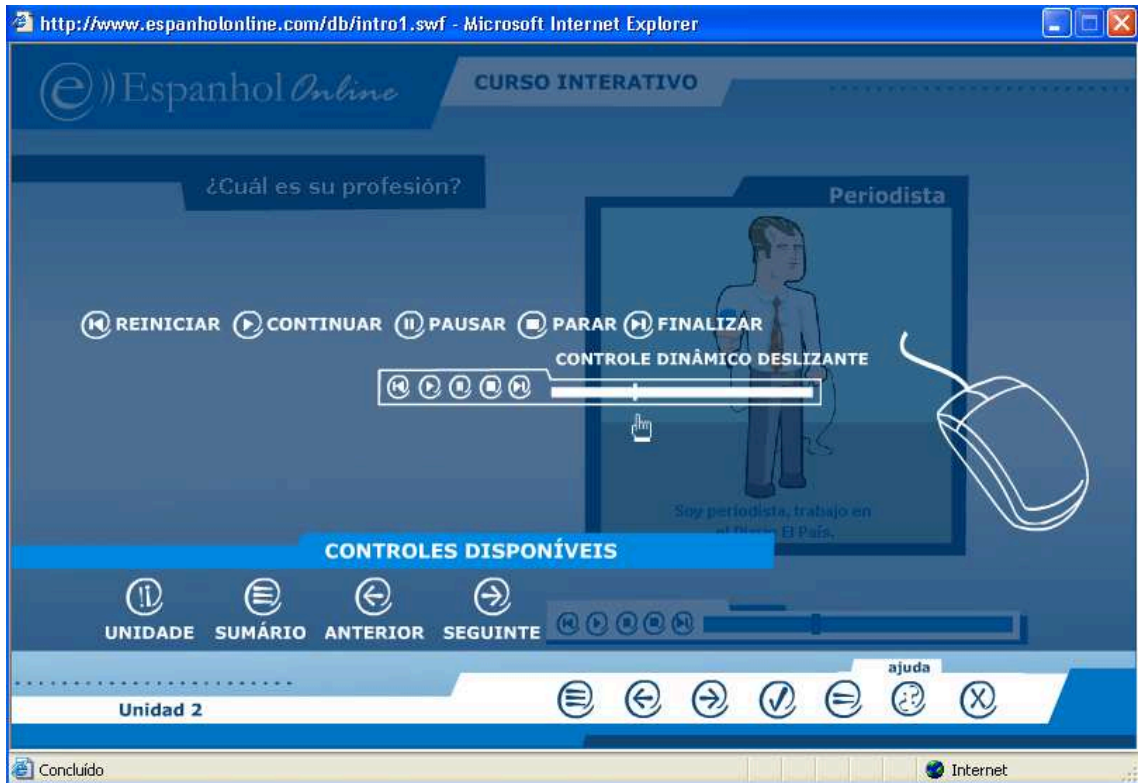 http://www.espanholonline.com/db/intro1.swf - Microsoft Internet Explorer
e)) Espanhol Online
CURSO INTERATIVO
¿Cuál es su profesión?
Periodista
REINICIAR CONTINUAR PAUSAR PARAR FINALIZAR
CONTROLE DINÂMICO DESLIZANTE
Soy periodista, trabajo en
el Diario El País.
CONTROLES DISPONÍVEIS
UNIDADE SUMÁRIO ANTERIOR SEGUINTE
ajuda
Unidad 2
Concluído
Internet